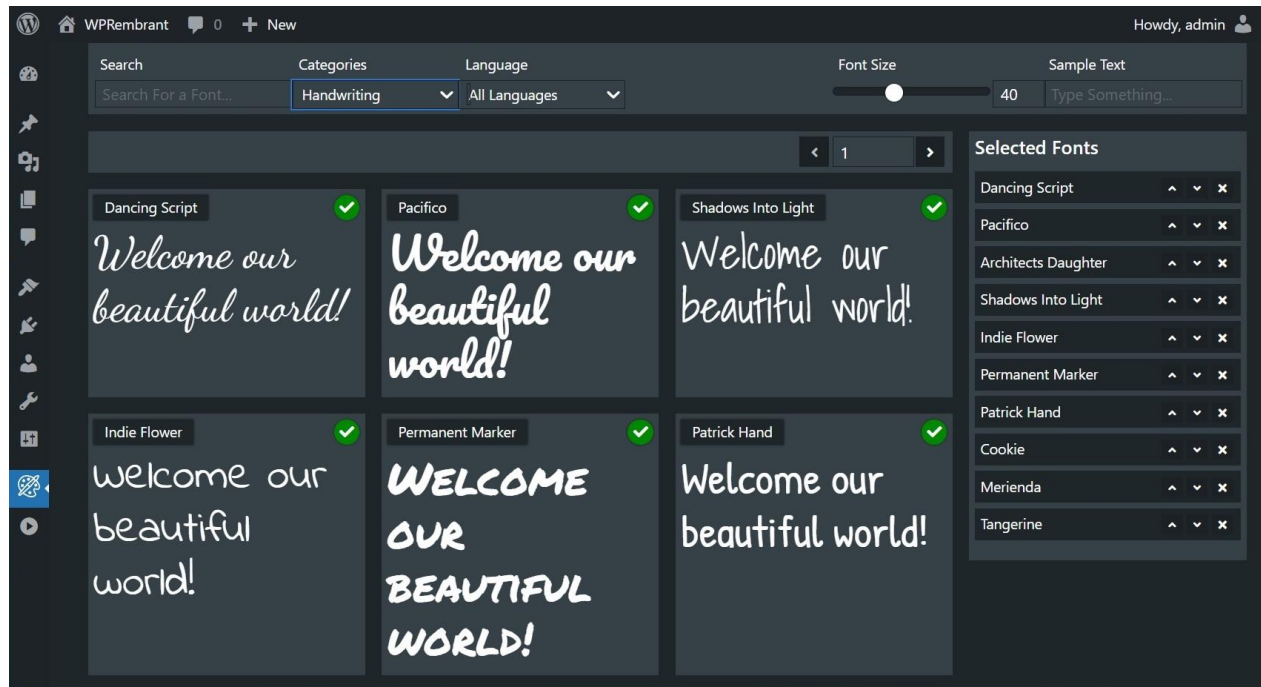 WPRembrant 0 New Howdy, admin
Search Categories Language Font Size Sample Text
Search For a Font... Handwriting All Languages 40 Type Something...
1
Selected Fonts
Dancing Script
Welcome our
beautiful world!
Pacifico
Welcome our
beautiful
world!
Shadows Into Light
Welcome our
beautiful world!
Indie Flower
welcome our
beautiful
world!
Permanent Marker
WELCOME
OUR
BEAUTIFUL
WORLD!
Patrick Hand
Welcome our
beautiful world!
Dancing Script
Pacifico
Architects Daughter
Shadows Into Light
Indie Flower
Permanent Marker
Patrick Hand
Cookie
Merienda
Tangerine